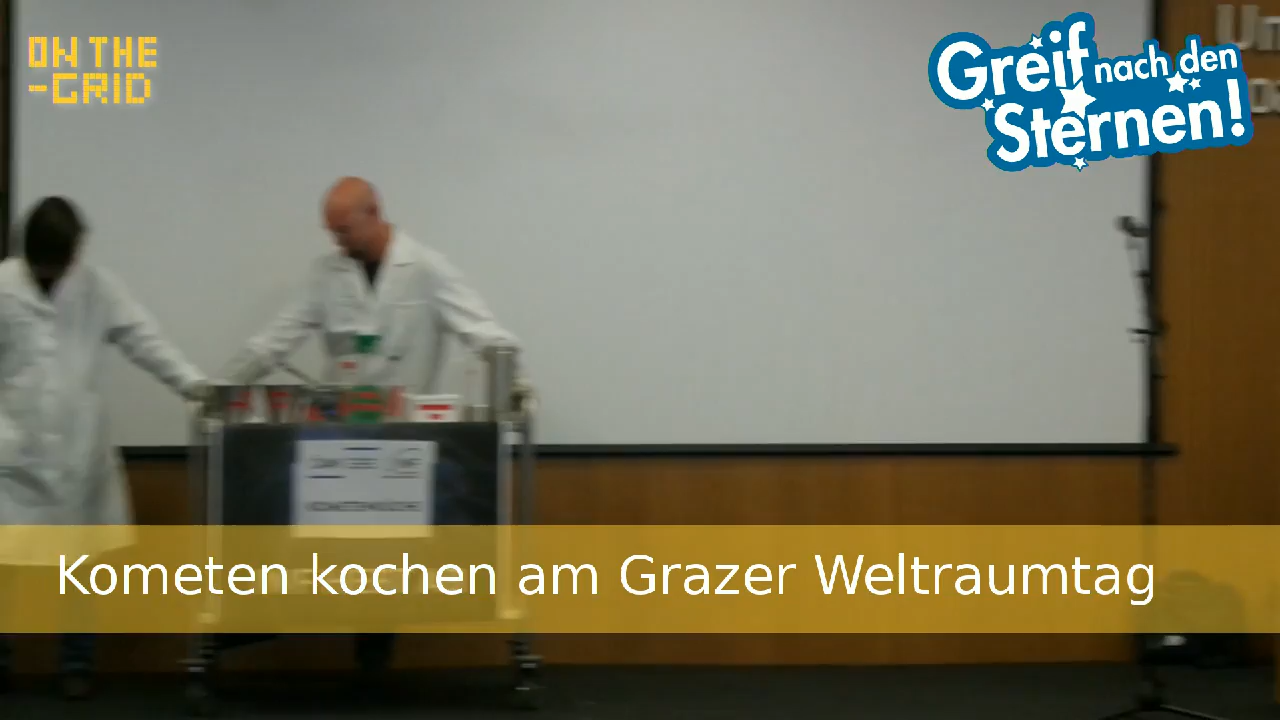 ON THE
-GRID
Greif nach den
Sternen!
Kometen kochen am Grazer Weltraumtag